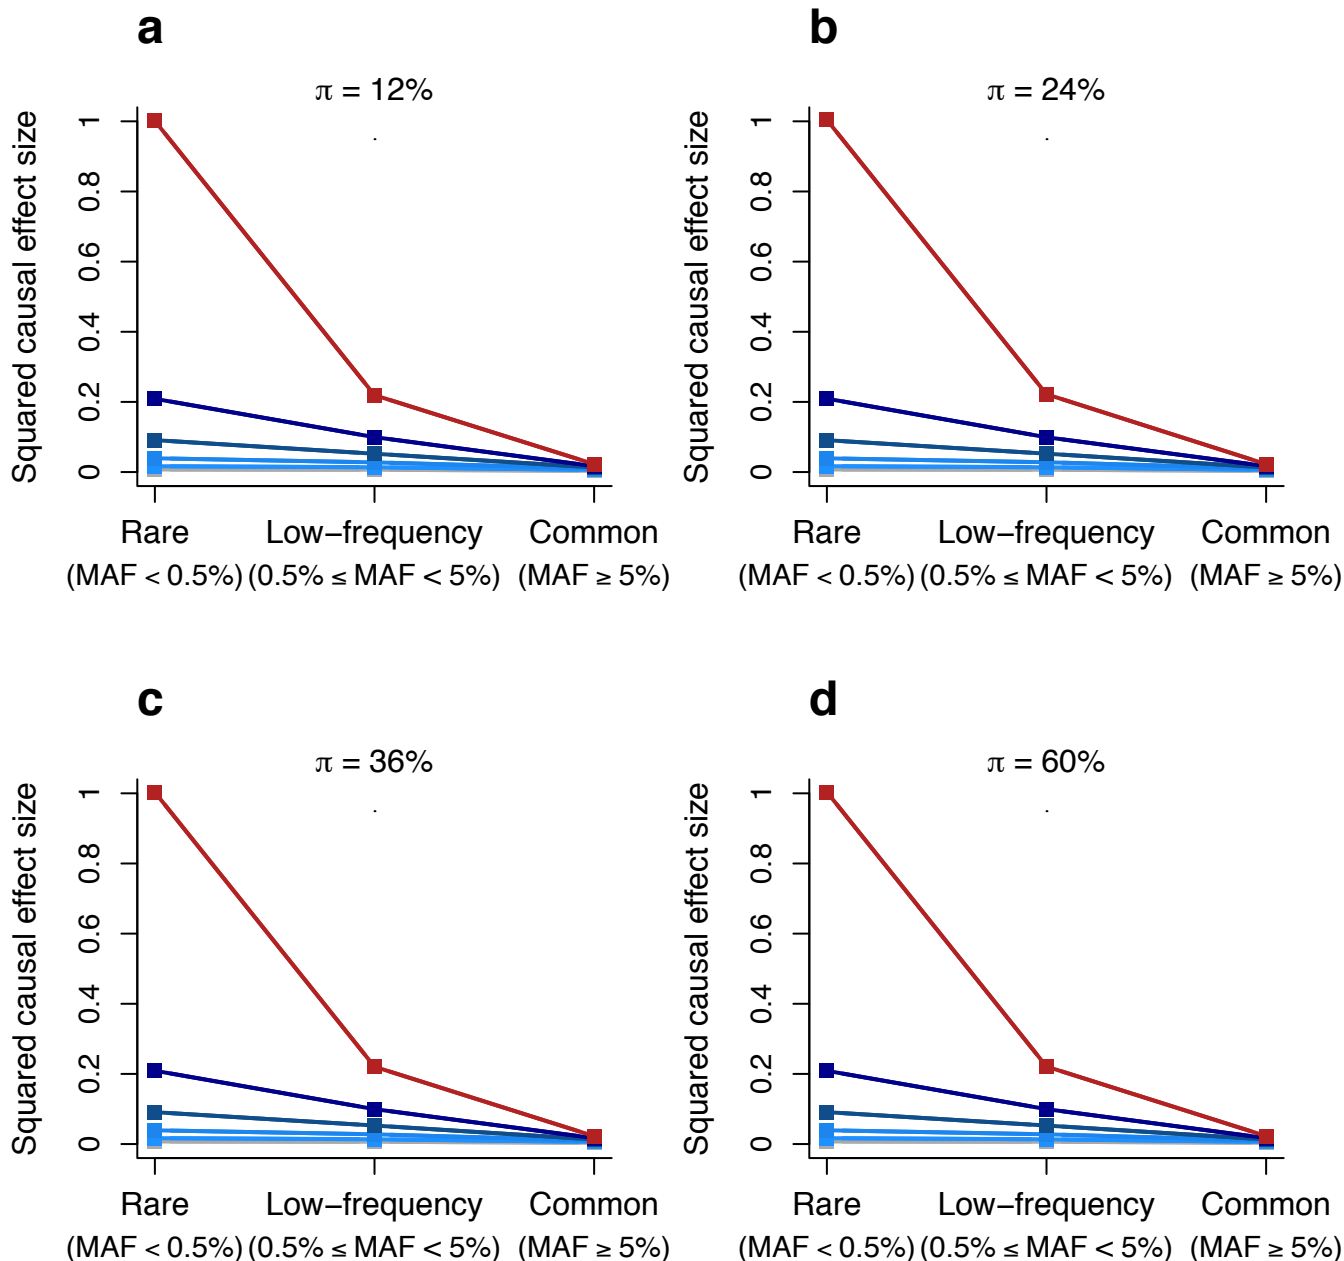 a
π = 12%
Squared causal effect size
1
0.8
0.6
0.4
0.2
0
Rare Low−frequency Common
(MAF < 0.5%) (0.5% ≤ MAF < 5%) (MAF ≥ 5%)
b
π = 24%
Squared causal effect size
1
0.8
0.6
0.4
0.2
0
Rare Low−frequency Common
(MAF < 0.5%) (0.5% ≤ MAF < 5%) (MAF ≥ 5%)
c
π = 36%
Squared causal effect size
1
0.8
0.6
0.4
0.2
0
Rare Low−frequency Common
(MAF < 0.5%) (0.5% ≤ MAF < 5%) (MAF ≥ 5%)
d
π = 60%
Squared causal effect size
1
0.8
0.6
0.4
0.2
0
Rare Low−frequency Common
(MAF < 0.5%) (0.5% ≤ MAF < 5%) (MAF ≥ 5%)